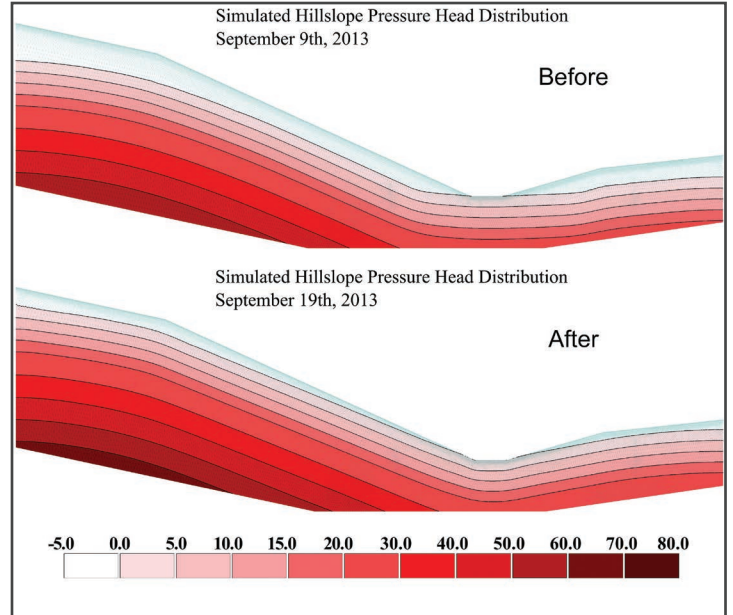 Simulated Hillslope Pressure Head Distribution
September 9th, 2013
Before
Simulated Hillslope Pressure Head Distribution
September 19th, 2013
After
-5.0 0.0 5.0 10.0 15.0 20.0 30.0 40.0 50.0 60.0 70.0 80.0